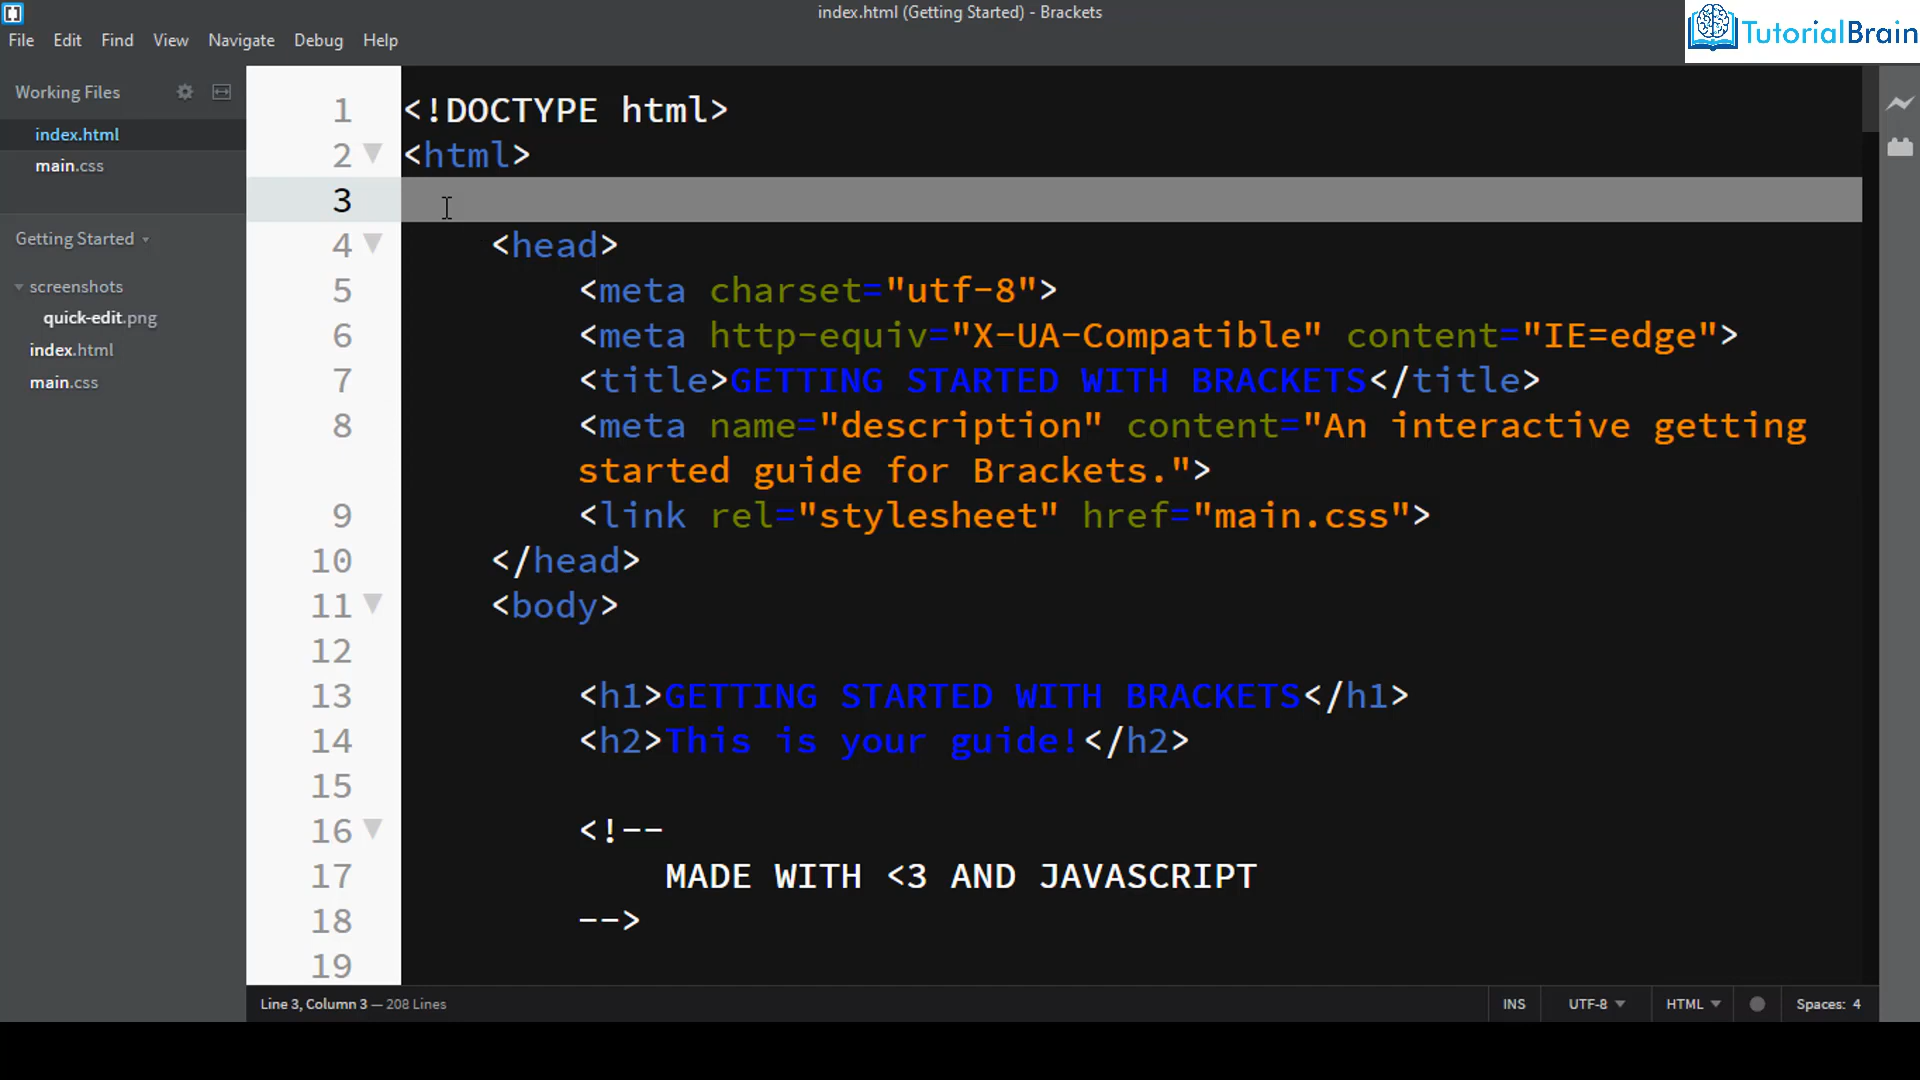 index.html (Getting Started) - Brackets
TutorialBrain
File Edit Find View Navigate Debug Help
Working Files
index.html
main.css
Getting Started
screenshots
quick-edit.png
index.html
main.css
1 <!DOCTYPE html>
2 <html>
3
4 <head>
5 <meta charset="utf-8">
6 <meta http-equiv="X-UA-Compatible" content="IE=edge">
7 <title>GETTING STARTED WITH BRACKETS</title>
8 <meta name="description" content="An interactive getting
started guide for Brackets.">
9 <link rel="stylesheet" href="main.css">
10 </head>
11 <body>
12
13 <h1>GETTING STARTED WITH BRACKETS</h1>
14 <h2>This is your guide!</h2>
15
16 <!--
17 MADE WITH <3 AND JAVASCRIPT
18 -->
19
Line 3, Column 3 — 208 Lines
INS UTF-8 HTML Spaces: 4